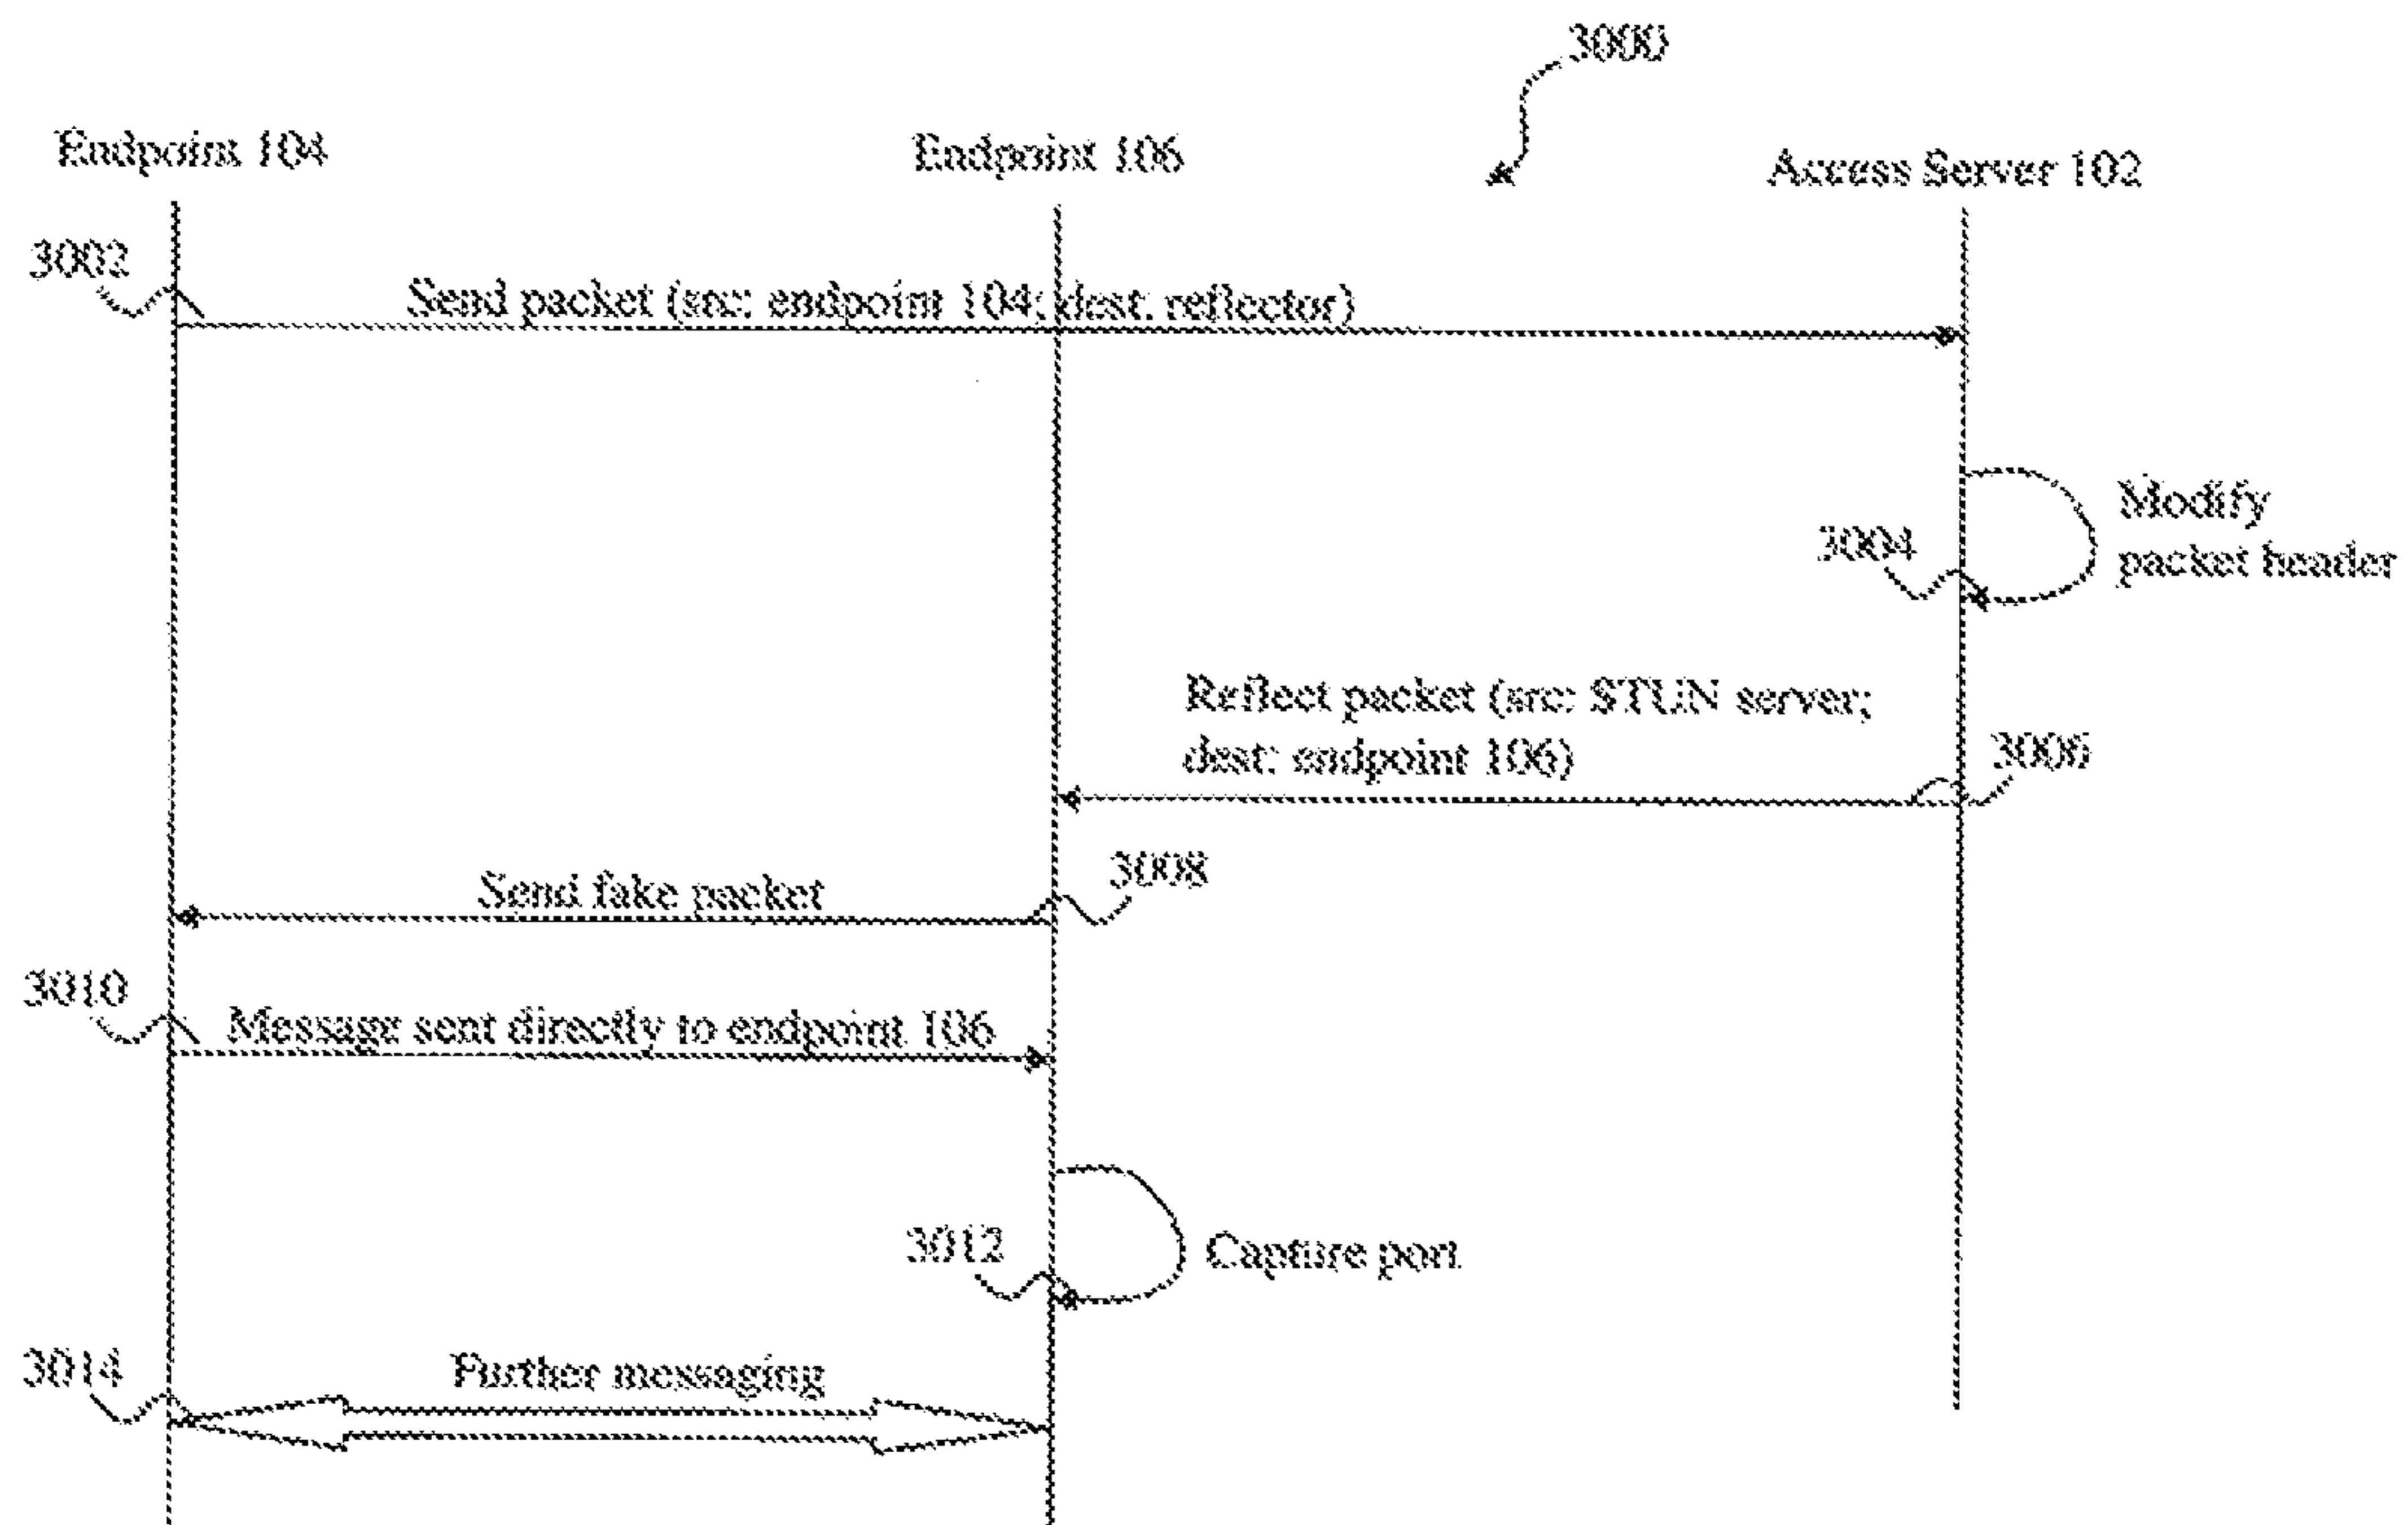 3000
Endpoint 104
Endpoint 106
Access Server 102
3002
Send packet (src: endpoint 104; dest: reflector)
Modify
packet header
3004
Reflect packet (src: STUN server;
dest: endpoint 106)
3006
3008
Send fake packet
3010
Message sent directly to endpoint 106
3012
Capture port
3014
Further messaging